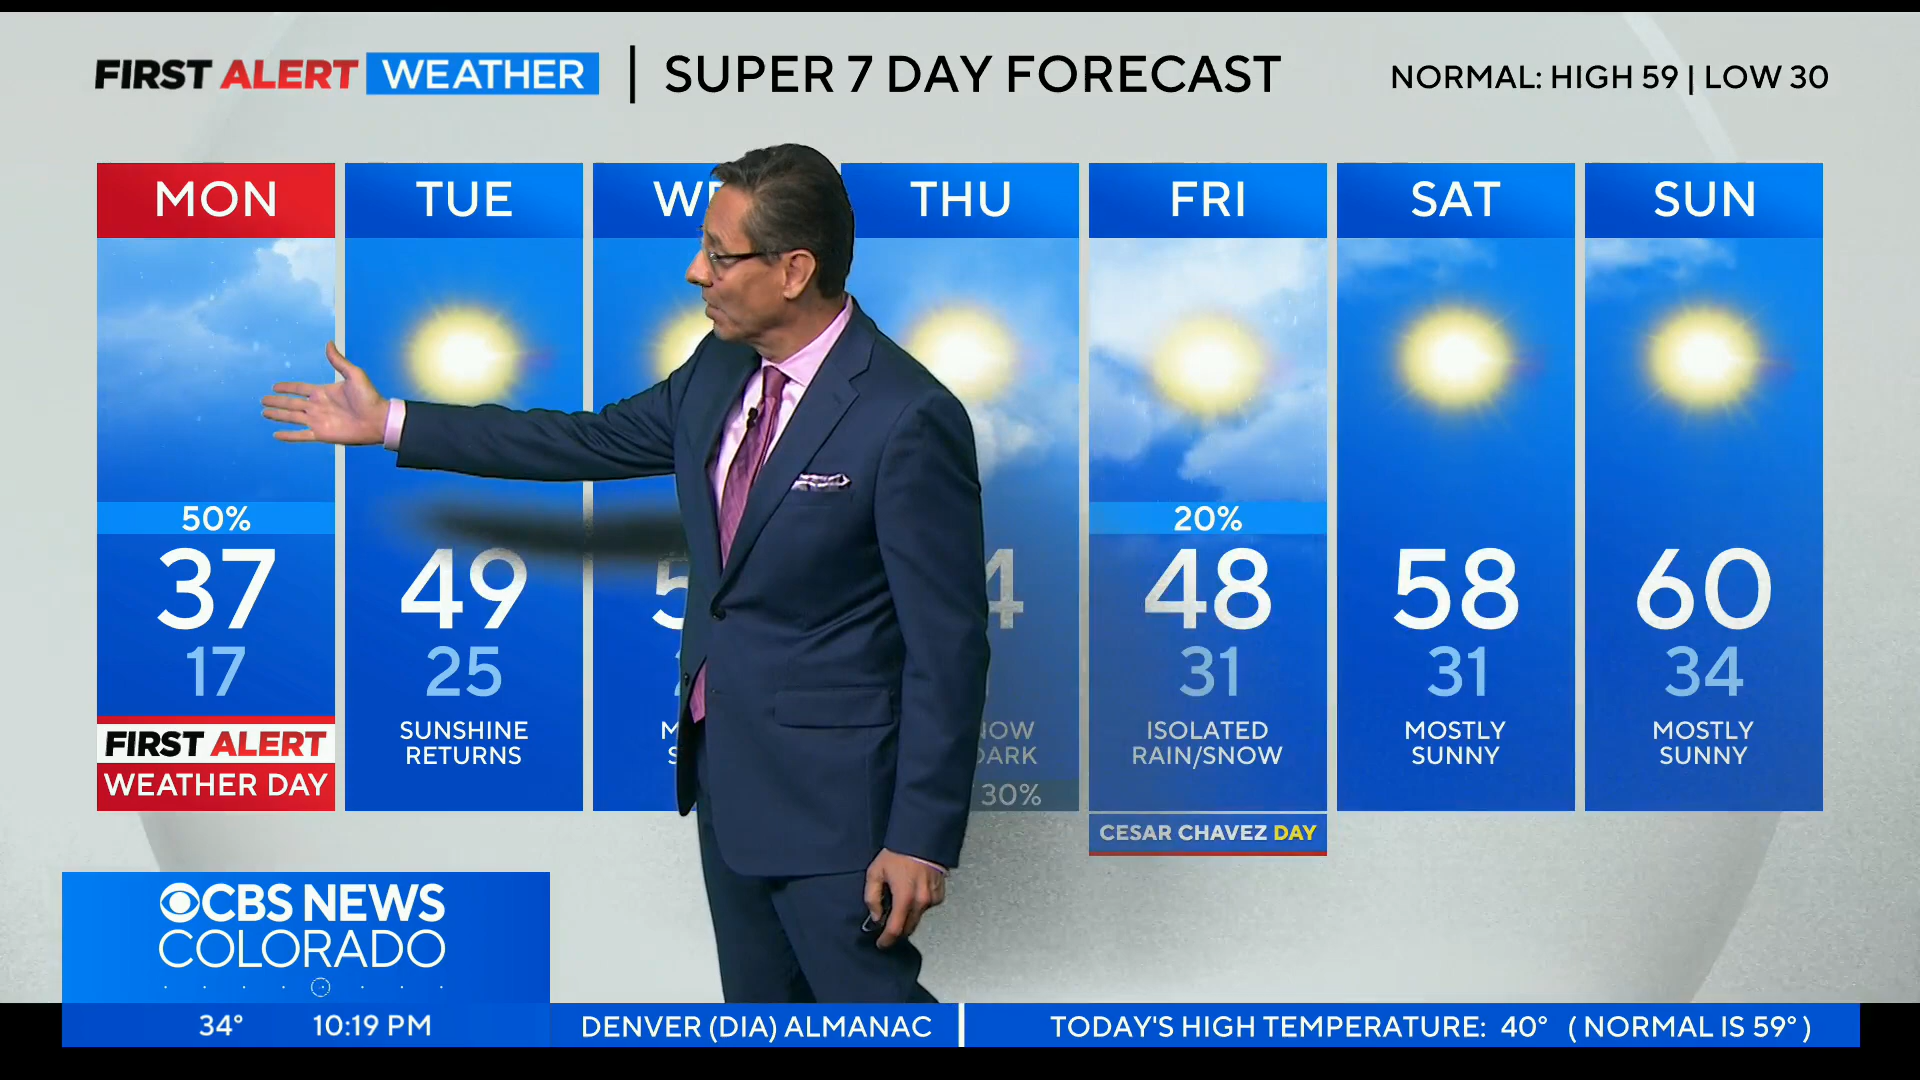 FIRST ALERT WEATHER | SUPER 7 DAY FORECAST
NORMAL: HIGH 59 | LOW 30
MON
50%
37
17
FIRST ALERT
WEATHER DAY
TUE
49
25
SUNSHINE
RETURNS
THU
30%
FRI
20%
48
31
ISOLATED
RAIN/SNOW
CESAR CHAVEZ DAY
SAT
58
31
MOSTLY
SUNNY
SUN
60
34
MOSTLY
SUNNY
CBS NEWS
COLORADO
34° 10:19 PM
DENVER (DIA) ALMANAC
TODAY'S HIGH TEMPERATURE: 40° (NORMAL IS 59°)